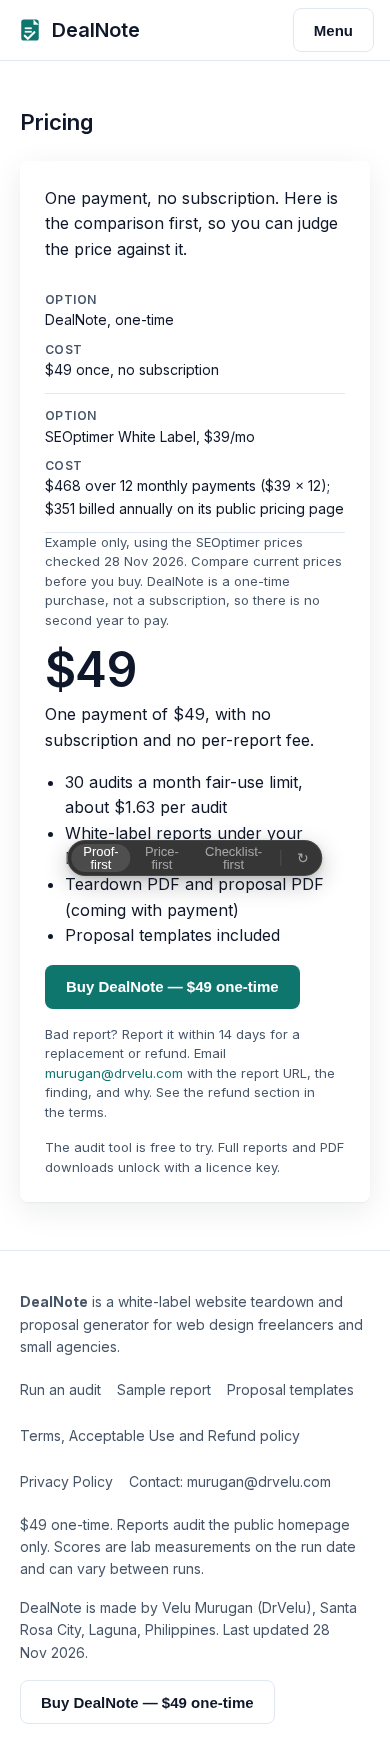 DealNote
Menu
Pricing
One payment, no subscription. Here is
the comparison first, so you can judge
the price against it.
OPTION
DealNote, one-time
COST
$49 once, no subscription
OPTION
SEOptimer White Label, $39/mo
COST
$468 over 12 monthly payments ($39 × 12);
$351 billed annually on its public pricing page
Example only, using the SEOptimer prices
checked 28 Nov 2026. Compare current prices
before you buy. DealNote is a one-time
purchase, not a subscription, so there is no
second year to pay.
$49
One payment of $49, with no
subscription and no per-report fee.
• 30 audits a month fair-use limit,
about $1.63 per audit
• White-label reports under your
Proof-
first
Price-
first
Checklist-
first
↻
• Teardown PDF and proposal PDF
(coming with payment)
• Proposal templates included
Buy DealNote — $49 one-time
Bad report? Report it within 14 days for a
replacement or refund. Email
murugan@drvelu.com with the report URL, the
finding, and why. See the refund section in
the terms.
The audit tool is free to try. Full reports and PDF
downloads unlock with a licence key.
DealNote is a white-label website teardown and
proposal generator for web design freelancers and
small agencies.
Run an audit Sample report Proposal templates
Terms, Acceptable Use and Refund policy
Privacy Policy Contact: murugan@drvelu.com
$49 one-time. Reports audit the public homepage
only. Scores are lab measurements on the run date
and can vary between runs.
DealNote is made by Velu Murugan (DrVelu), Santa
Rosa City, Laguna, Philippines. Last updated 28
Nov 2026.
Buy DealNote — $49 one-time